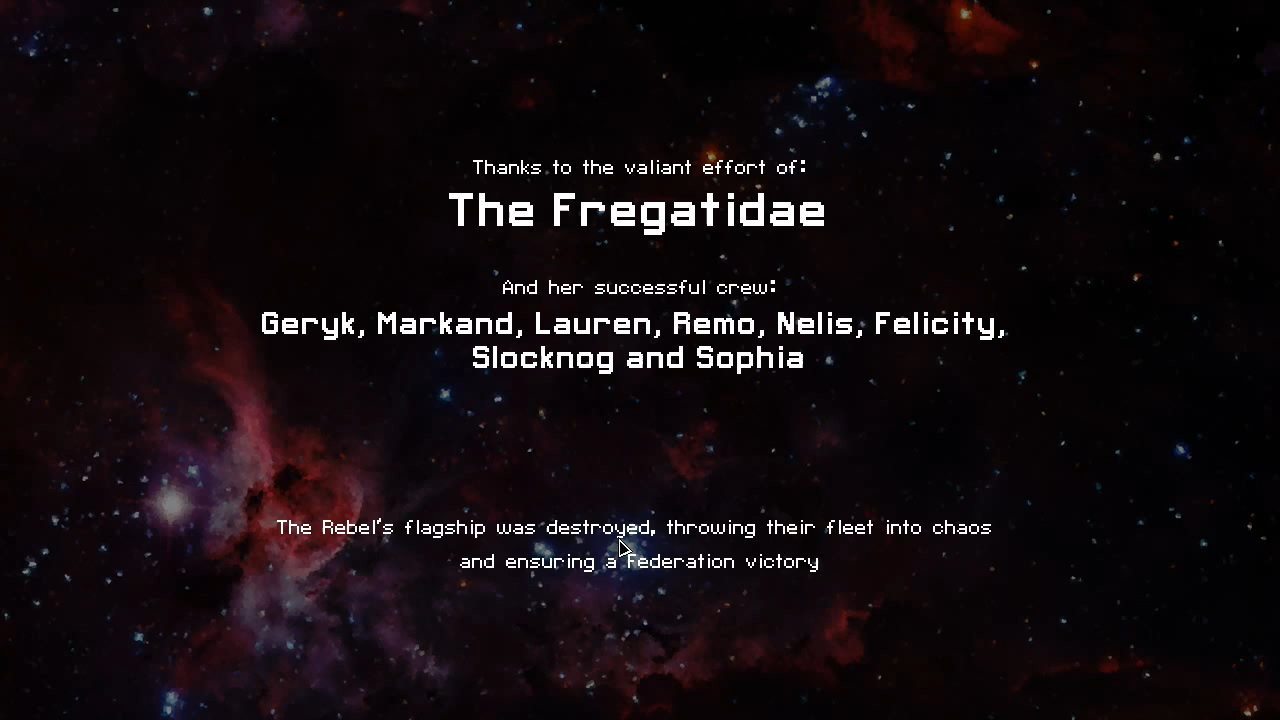 Thanks to the valiant effort of:
The Fregatidae
And her successful crew:
Geryk, Markand, Lauren, Remo, Nelis, Felicity,
Slocknog and Sophia
The Rebel's flagship was destroyed, throwing their fleet into chaos
and ensuring a Federation victory